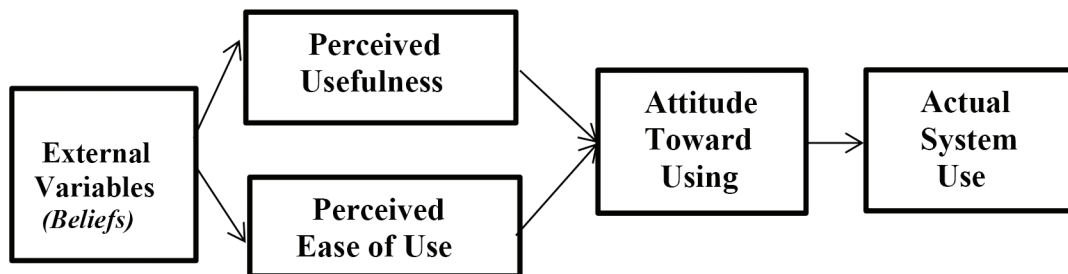 External
Variables
(Beliefs)
Perceived
Usefulness
Perceived
Ease of Use
Attitude
Toward
Using
Actual
System
Use